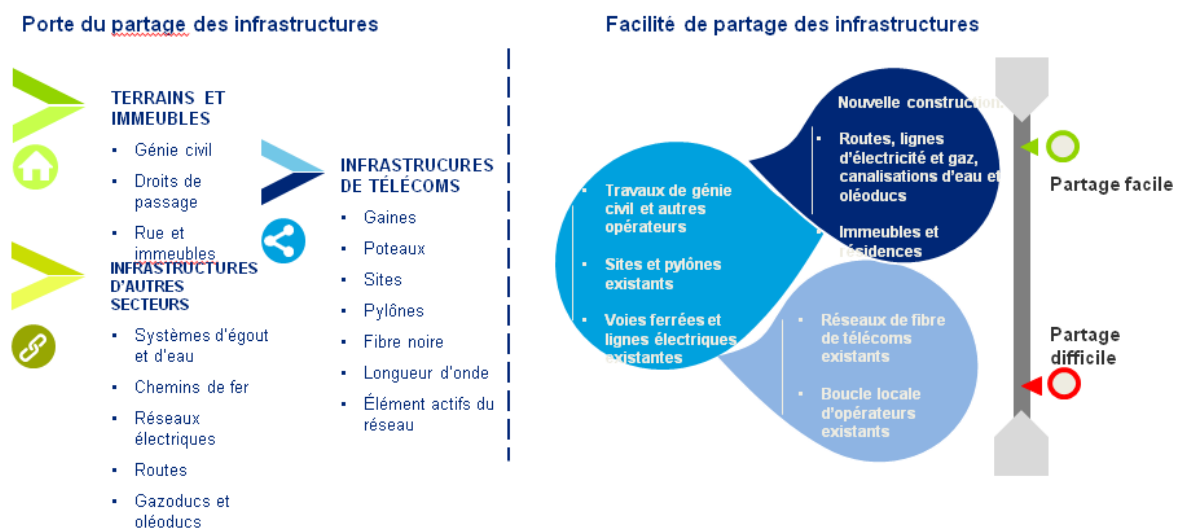 Porte du partage des infrastructures
TERRAINS ET
IMMEUBLES
▪ Génie civil
▪ Droits de
passage
▪ Rue et
immeubles
INFRASTRUCTURES
D'AUTRES
SECTEURS
▪ Systèmes d'égout
et d'eau
▪ Chemins de fer
▪ Réseaux
électriques
▪ Routes
▪ Gazoducs et
oléoducs
INFRASTRUCURES
DE TÉLÉCOMS
▪ Gaines
▪ Poteaux
▪ Sites
▪ Pylônes
▪ Fibre noire
▪ Longueur d'onde
▪ Élément actifs du
réseau
Facilité de partage des infrastructures
Nouvelle construction:
▪ Routes, lignes
d'électricité et gaz,
canalisations d'eau et
oléoducs
▪ Immeubles et
résidences
▪ Travaux de génie
civil et autres
opérateurs
▪ Sites et pylônes
existants
▪ Voies ferrées et
lignes électriques
existantes
▪ Réseaux de fibre
de télécoms
existants
▪ Boucle locale
d'opérateurs
existants
Partage facile
Partage
difficile